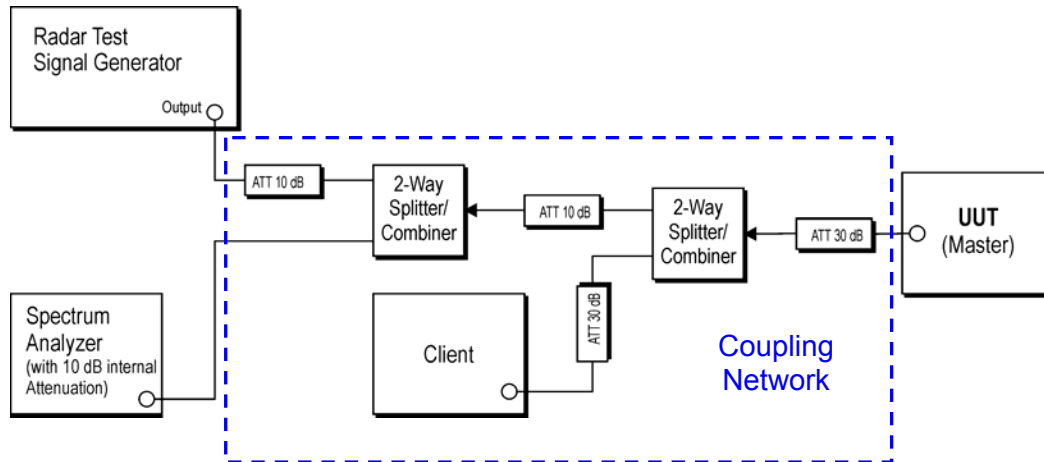 Radar Test
Signal Generator
Output
ATT 10 dB
2-Way
Splitter/
Combiner
ATT 10 dB
2-Way
Splitter/
Combiner
ATT 30 dB
UUT
(Master)
Spectrum
Analyzer
(with 10 dB internal
Attenuation)
Client
ATT 30 dB
Coupling
Network